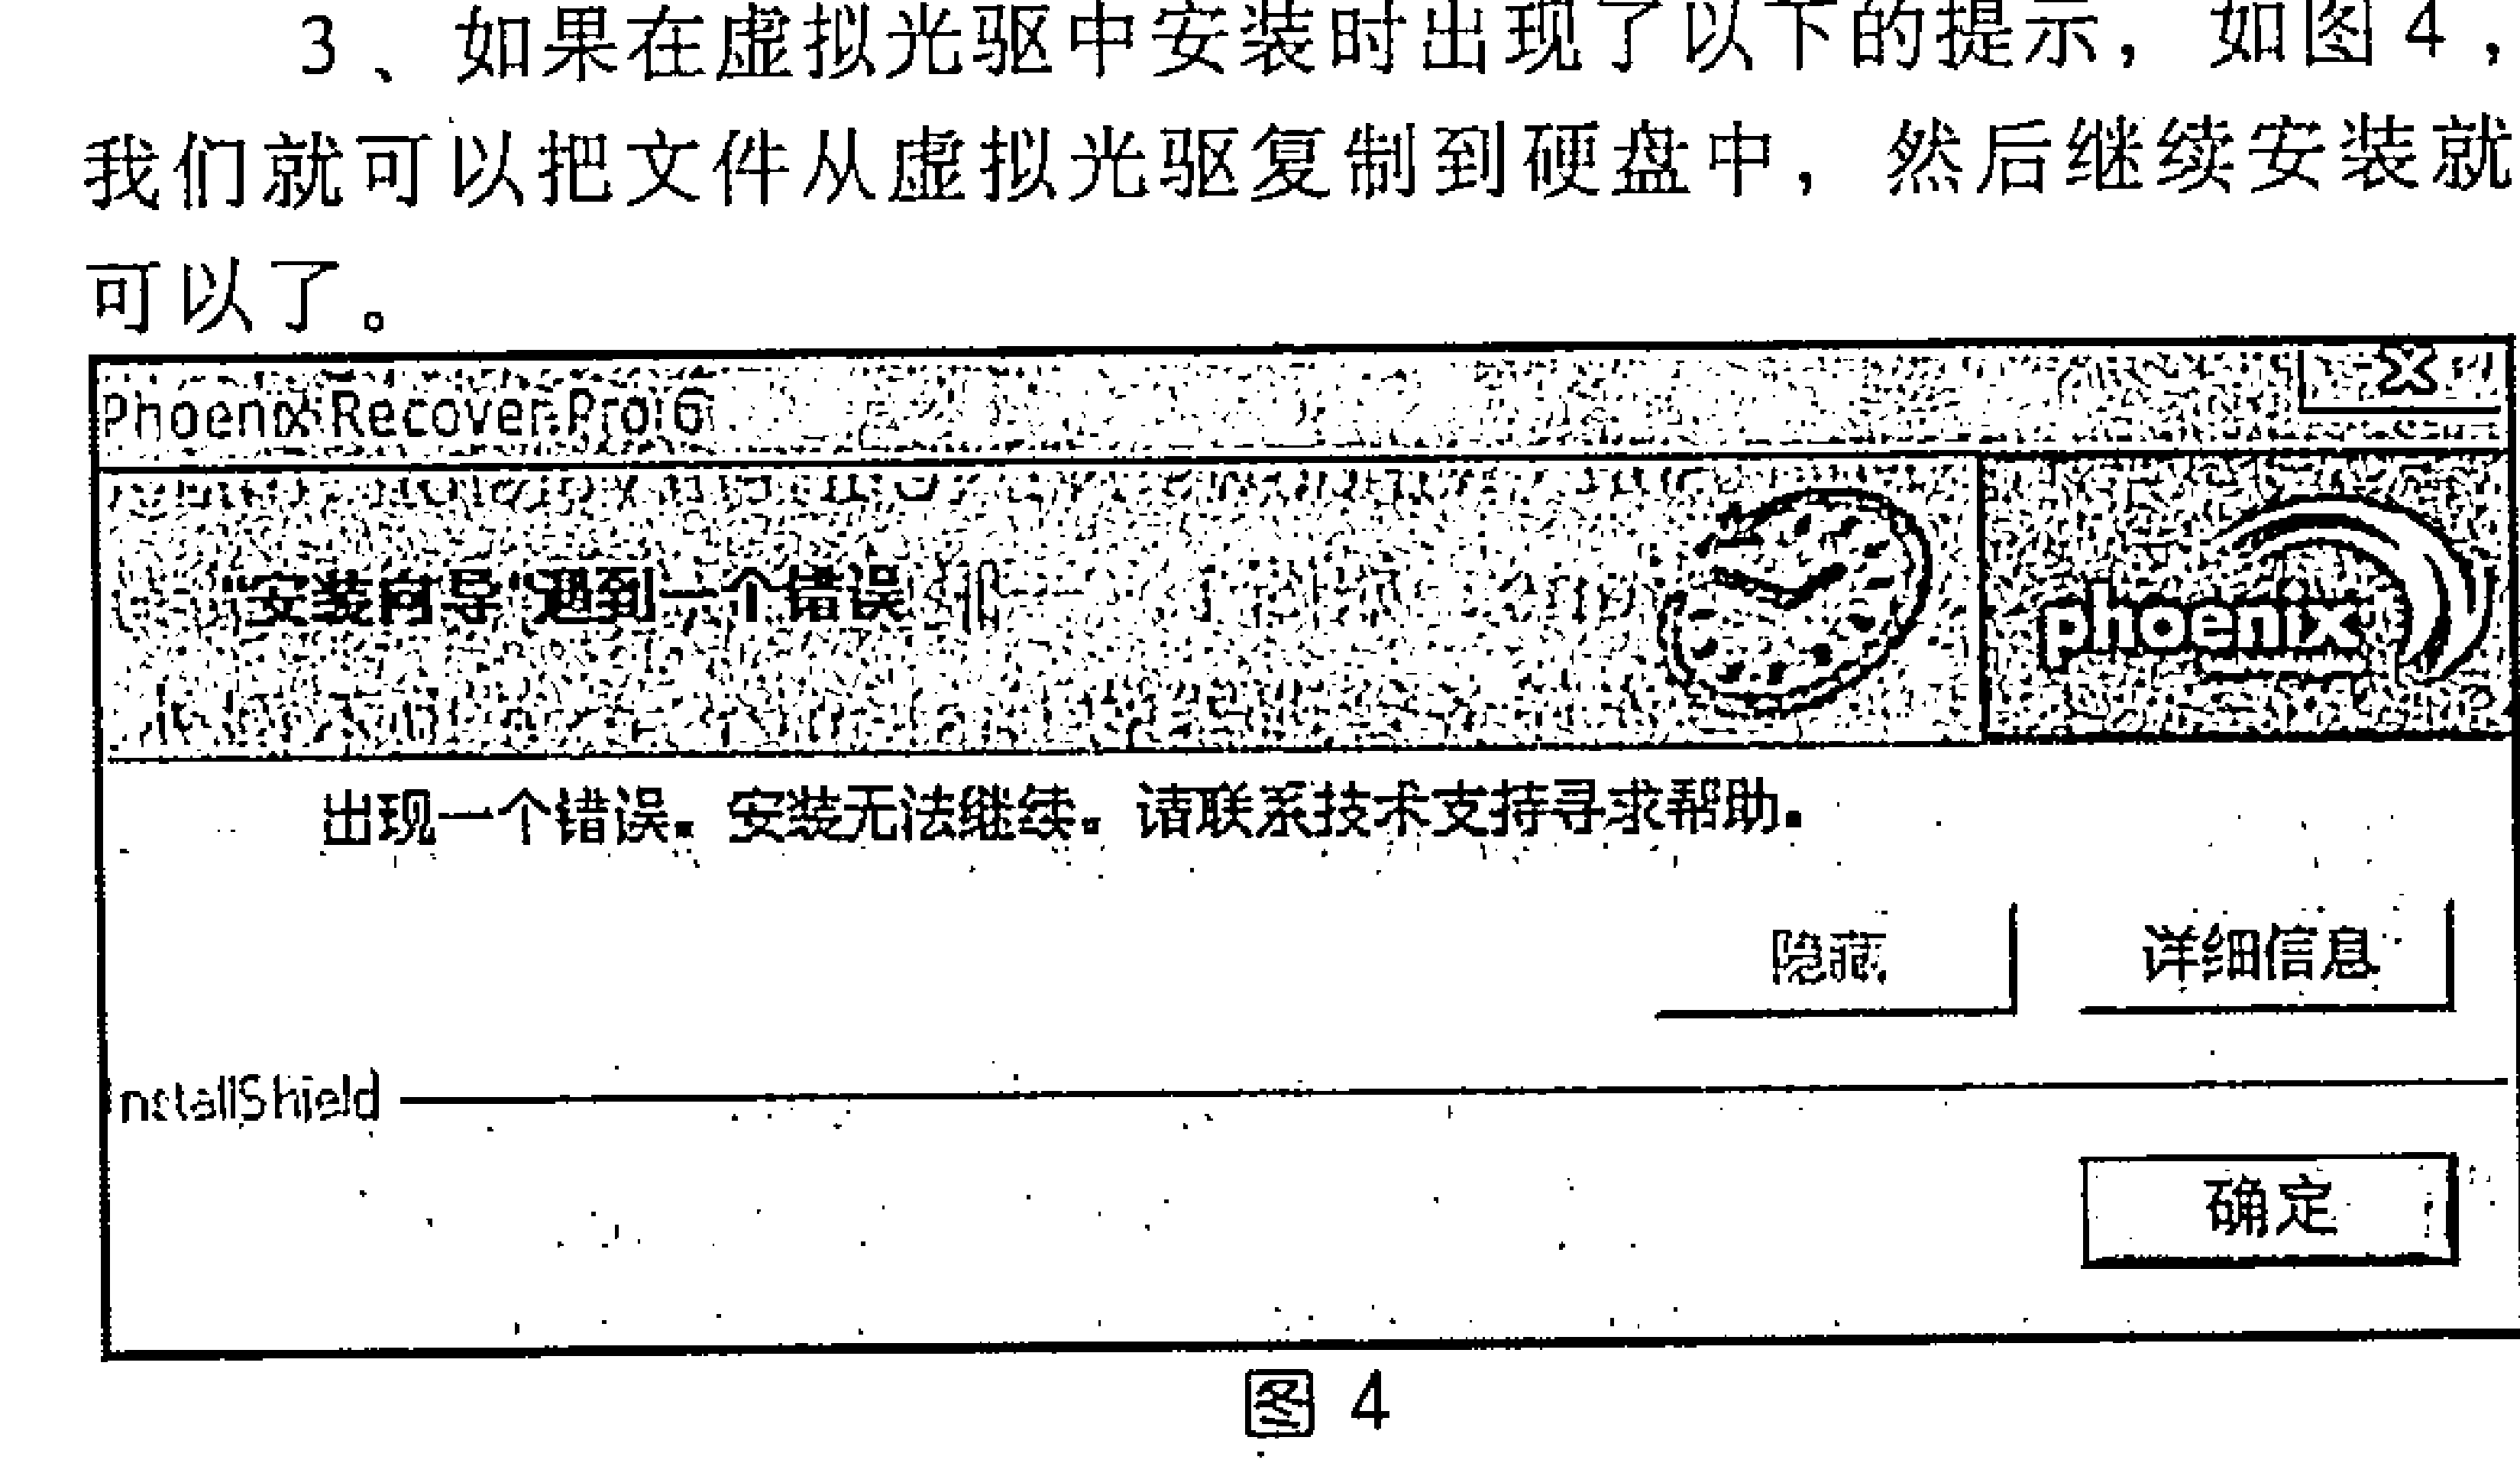 3、如果在虚拟光驱中安装时出现了以下的提示，如图4，
我们就可以把文件从虚拟光驱复制到硬盘中，然后继续安装就
可以了。
Phoenix Recover Pro 6
"安装向导"遇到一个错误
phoenix
出现一个错误。安装无法继续。请联系技术支持寻求帮助。
隐藏 详细信息
nstallShield
确定
图 4